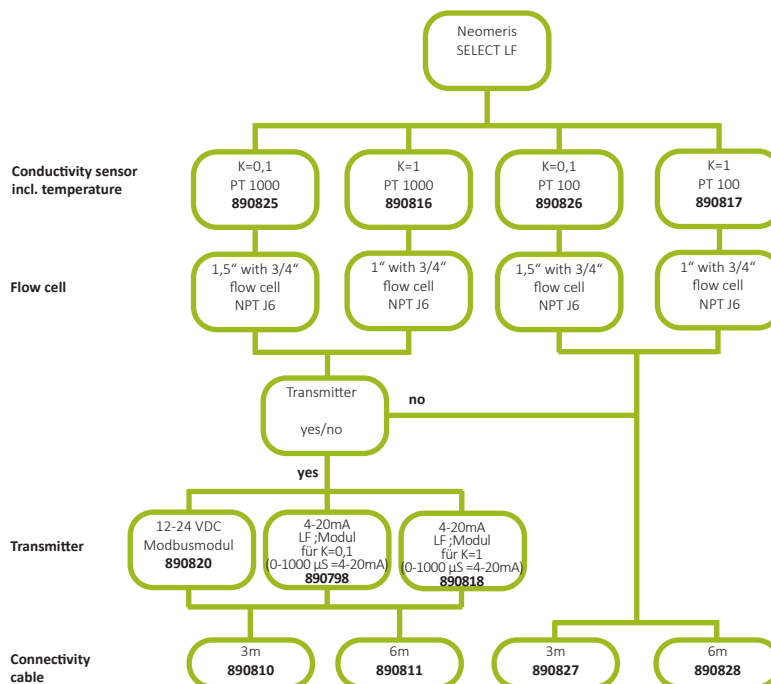 Neomeris
SELECT LF
Conductivity sensor
incl. temperature
K=0,1
PT 1000
890825
K=1
PT 1000
890816
K=0,1
PT 100
890826
K=1
PT 100
890817
Flow cell
1,5“ with 3/4“
flow cell
NPT J6
1“ with 3/4“
flow cell
NPT J6
1,5“ with 3/4“
flow cell
NPT J6
1“ with 3/4“
flow cell
NPT J6
Transmitter
yes/no
no
yes
Transmitter
12-24 VDC
Modbusmodul
890820
4-20mA
LF ;Modul
für K=0,1
(0-1000 µS =4-20mA)
890798
4-20mA
LF ;Modul
für K=1
(0-1000 µS =4-20mA)
890818
Connectivity
cable
3m
890810
6m
890811
3m
890827
6m
890828